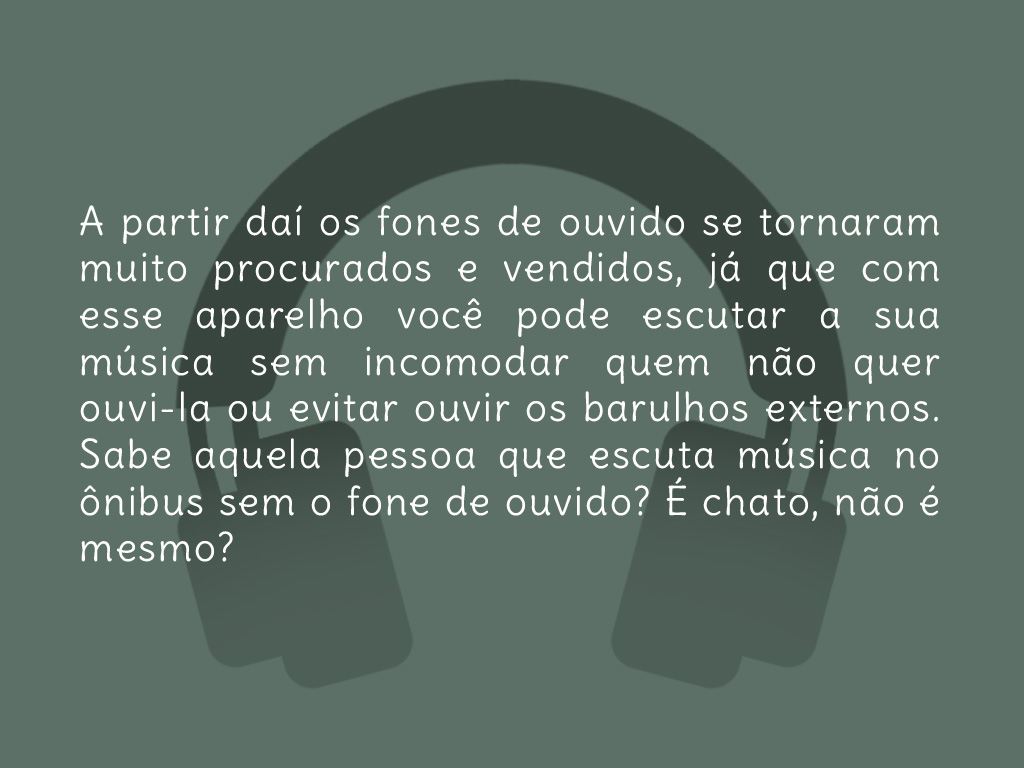 A partir daí os fones de ouvido se tornaram
muito procurados e vendidos, já que com
esse aparelho você pode escutar a sua
música sem incomodar quem não quer
ouvi-la ou evitar ouvir os barulhos externos.
Sabe aquela pessoa que escuta música no
ônibus sem o fone de ouvido? É chato, não é
mesmo?